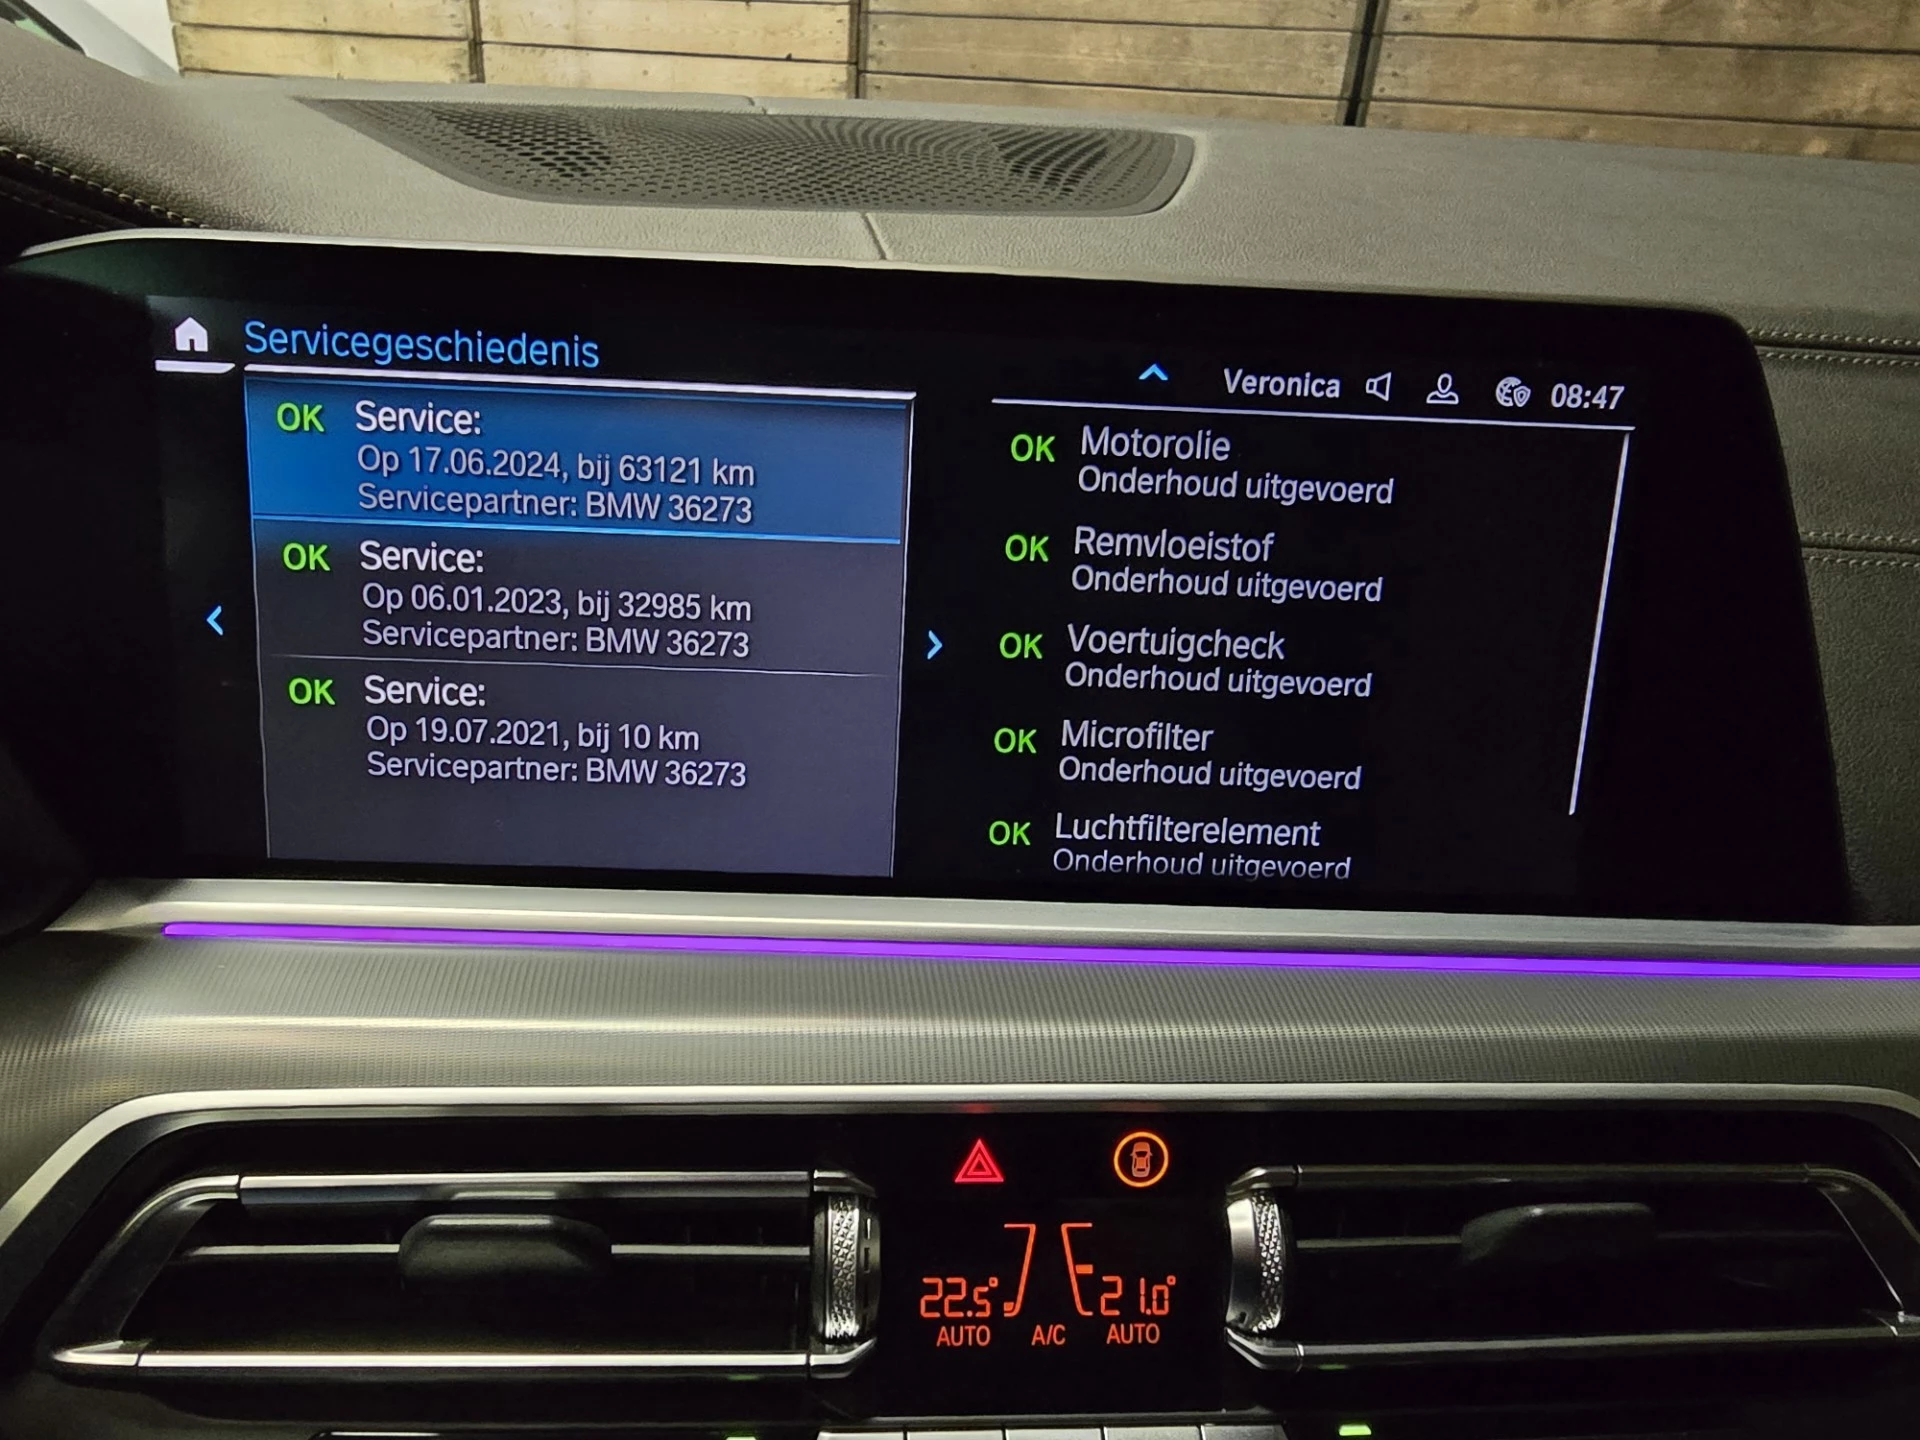 Servicegeschiedenis
Veronica 08:47
OK Service:
Op 17.06.2024, bij 63121 km
Servicepartner: BMW 36273
OK Service:
Op 06.01.2023, bij 32985 km
Servicepartner: BMW 36273
OK Service:
Op 19.07.2021, bij 10 km
Servicepartner: BMW 36273
OK Motorolie
Onderhoud uitgevoerd
OK Remvloeistof
Onderhoud uitgevoerd
OK Voertuigcheck
Onderhoud uitgevoerd
OK Microfilter
Onderhoud uitgevoerd
OK Luchtfilterelement
Onderhoud uitgevoerd
22.5° 21.0°
AUTO A/C AUTO